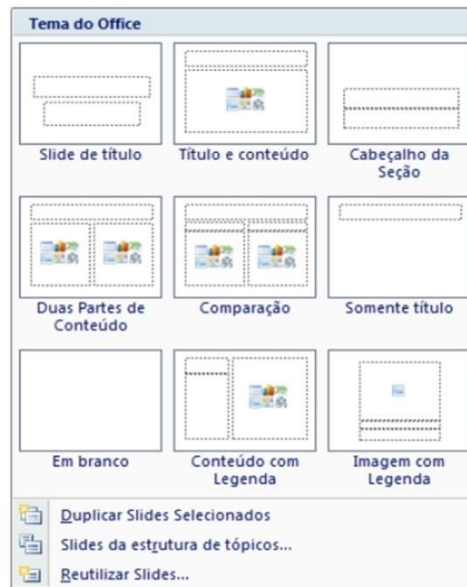 Tema do Office
Slide de título
Título e conteúdo
Cabeçalho da
Seção
Duas Partes de
Conteúdo
Comparação
Somente título
Em branco
Conteúdo com
Legenda
Imagem com
Legenda
Duplicar Slides Selecionados
Slides da estrutura de tópicos...
Reutilizar Slides...